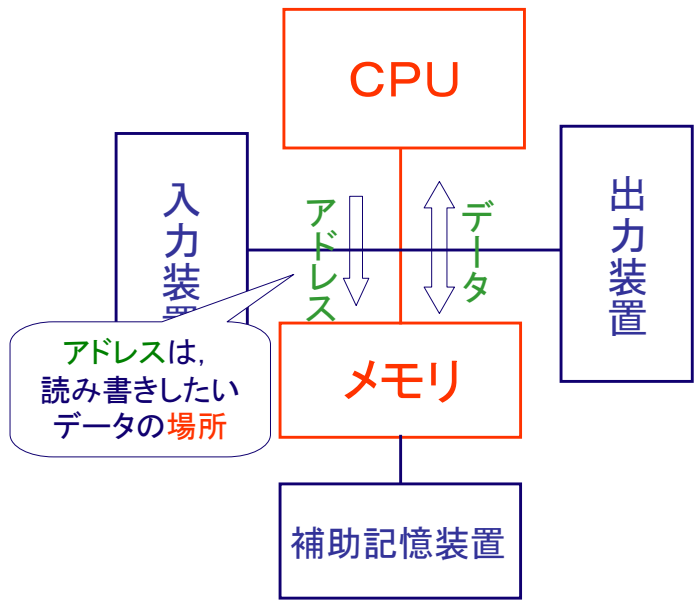 CPU
入力装置
アドレス
データ
出力装置
アドレスは,
読み書きしたい
データの場所
メモリ
補助記憶装置